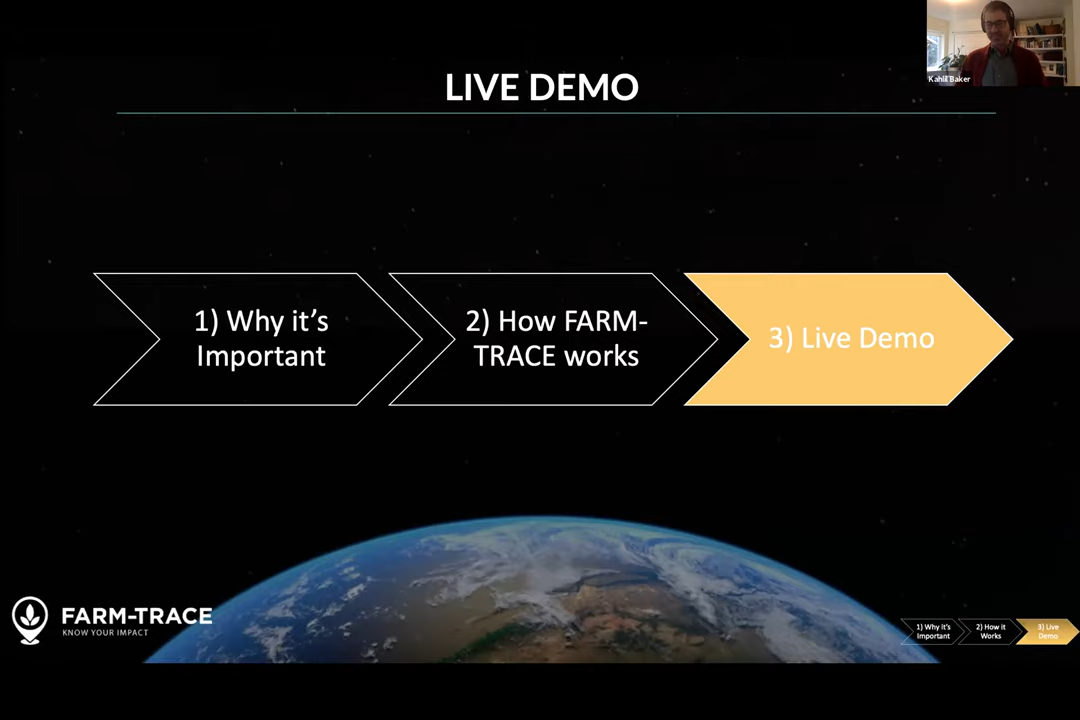 Kahlil Baker
LIVE DEMO
1) Why it's
Important
2) How FARM-
TRACE works
3) Live Demo
FARM-TRACE
KNOW YOUR IMPACT
1) Why it's
Important
2) How it
Works
3) Live
Demo